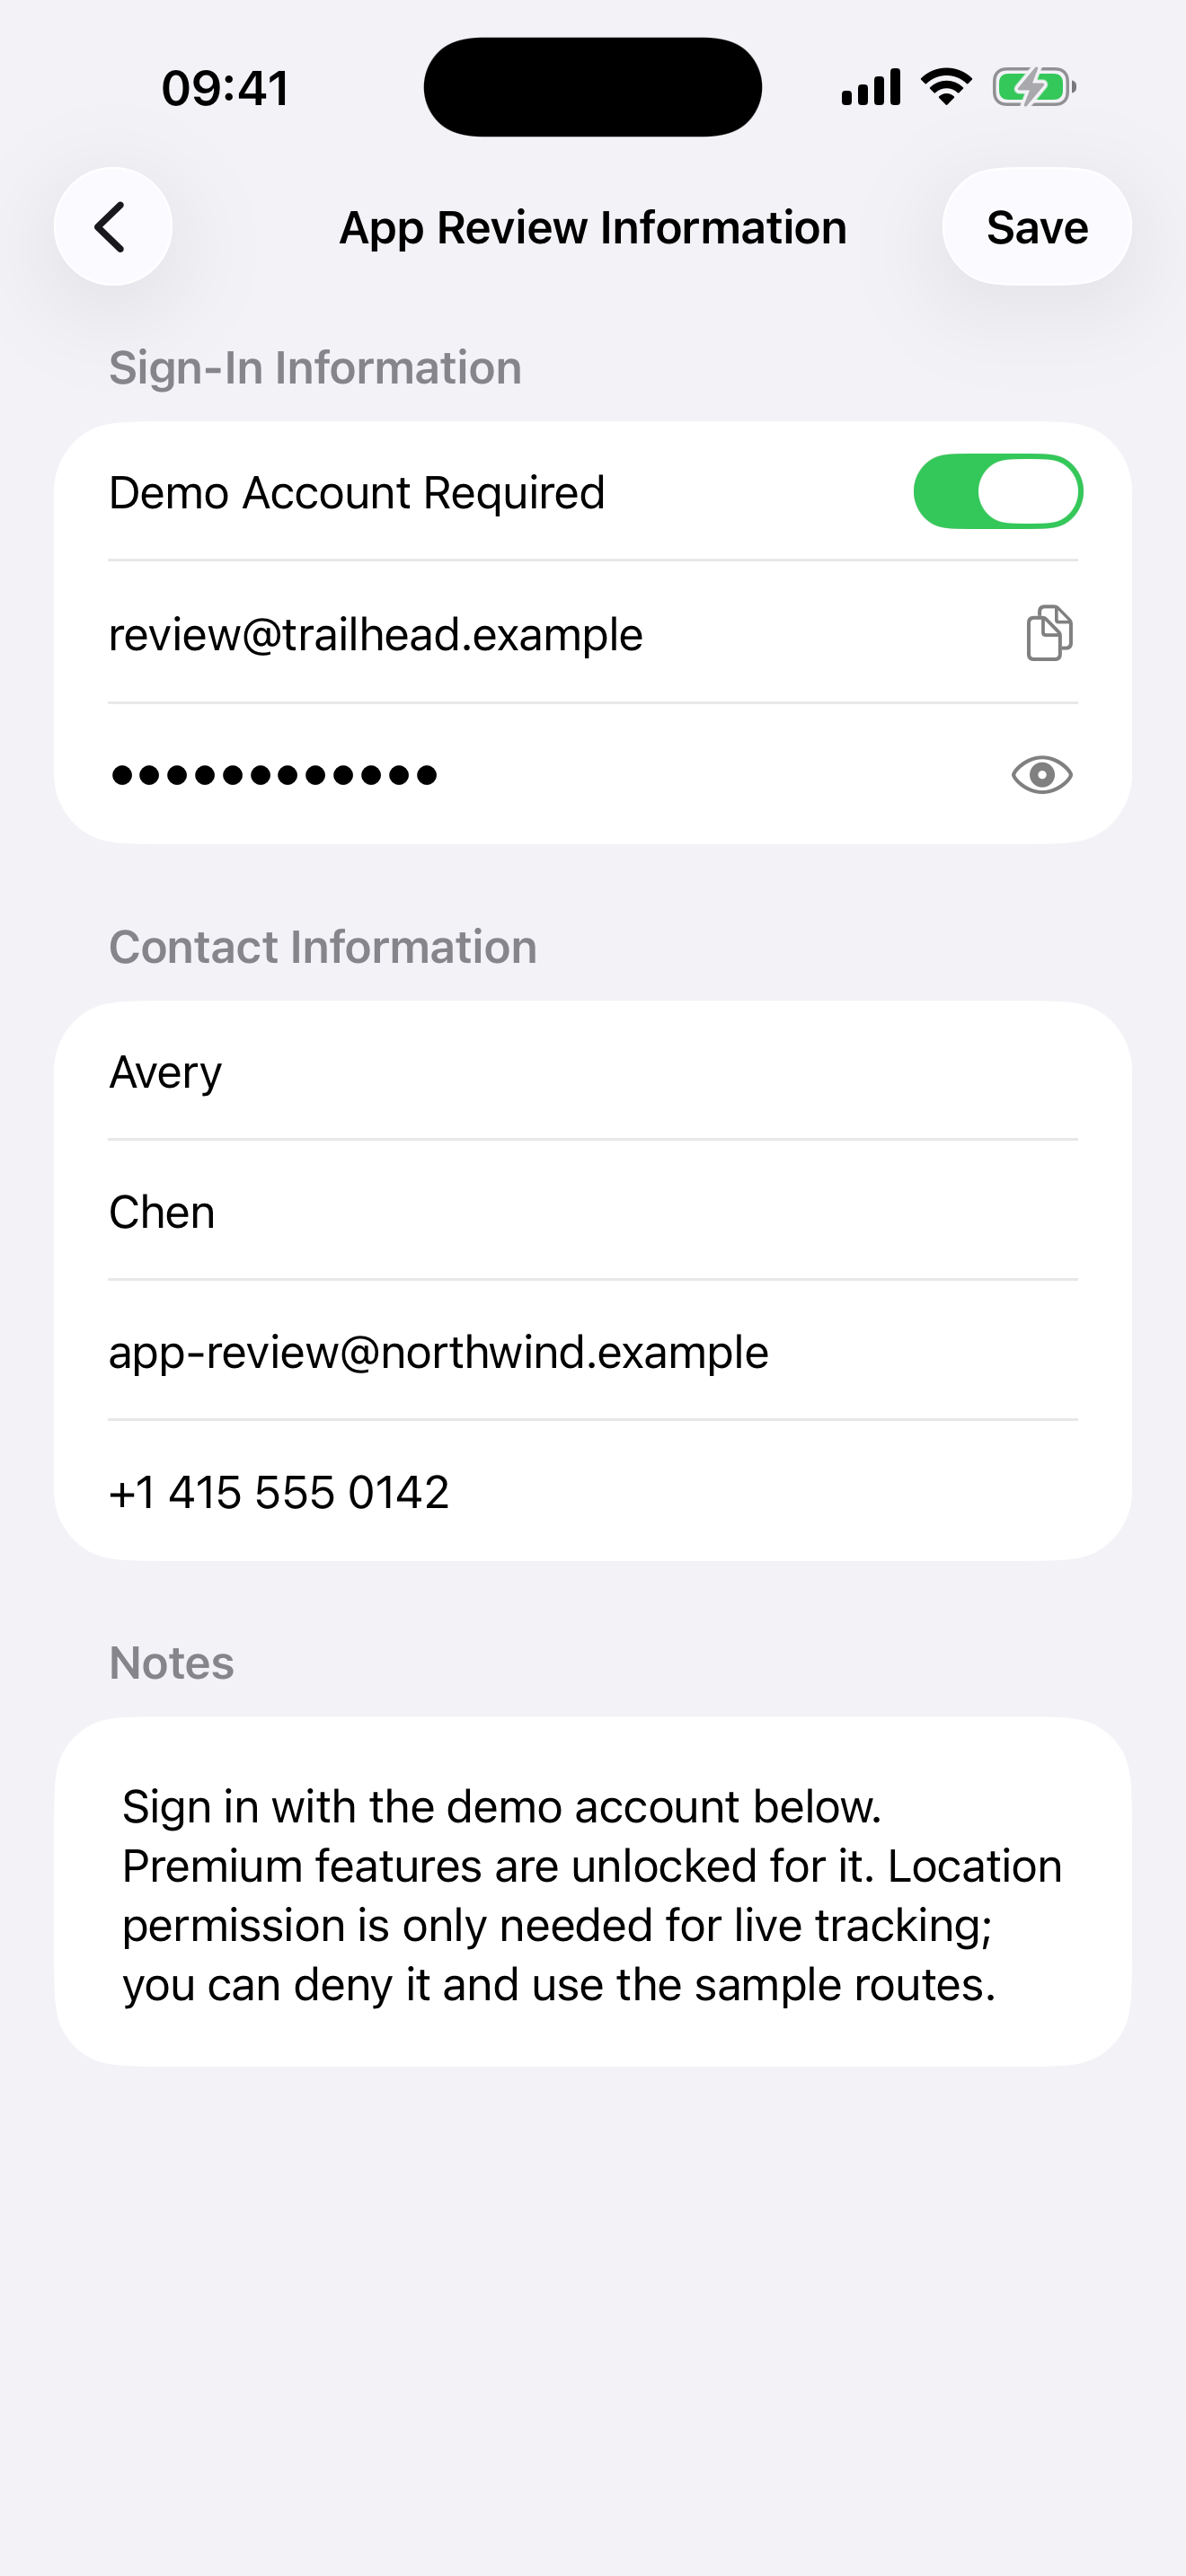 09:41
App Review Information
Save
Sign-In Information
Demo Account Required
review@trailhead.example
••••••••••••
Contact Information
Avery
Chen
app-review@northwind.example
+1 415 555 0142
Notes
Sign in with the demo account below.
Premium features are unlocked for it. Location
permission is only needed for live tracking;
you can deny it and use the sample routes.